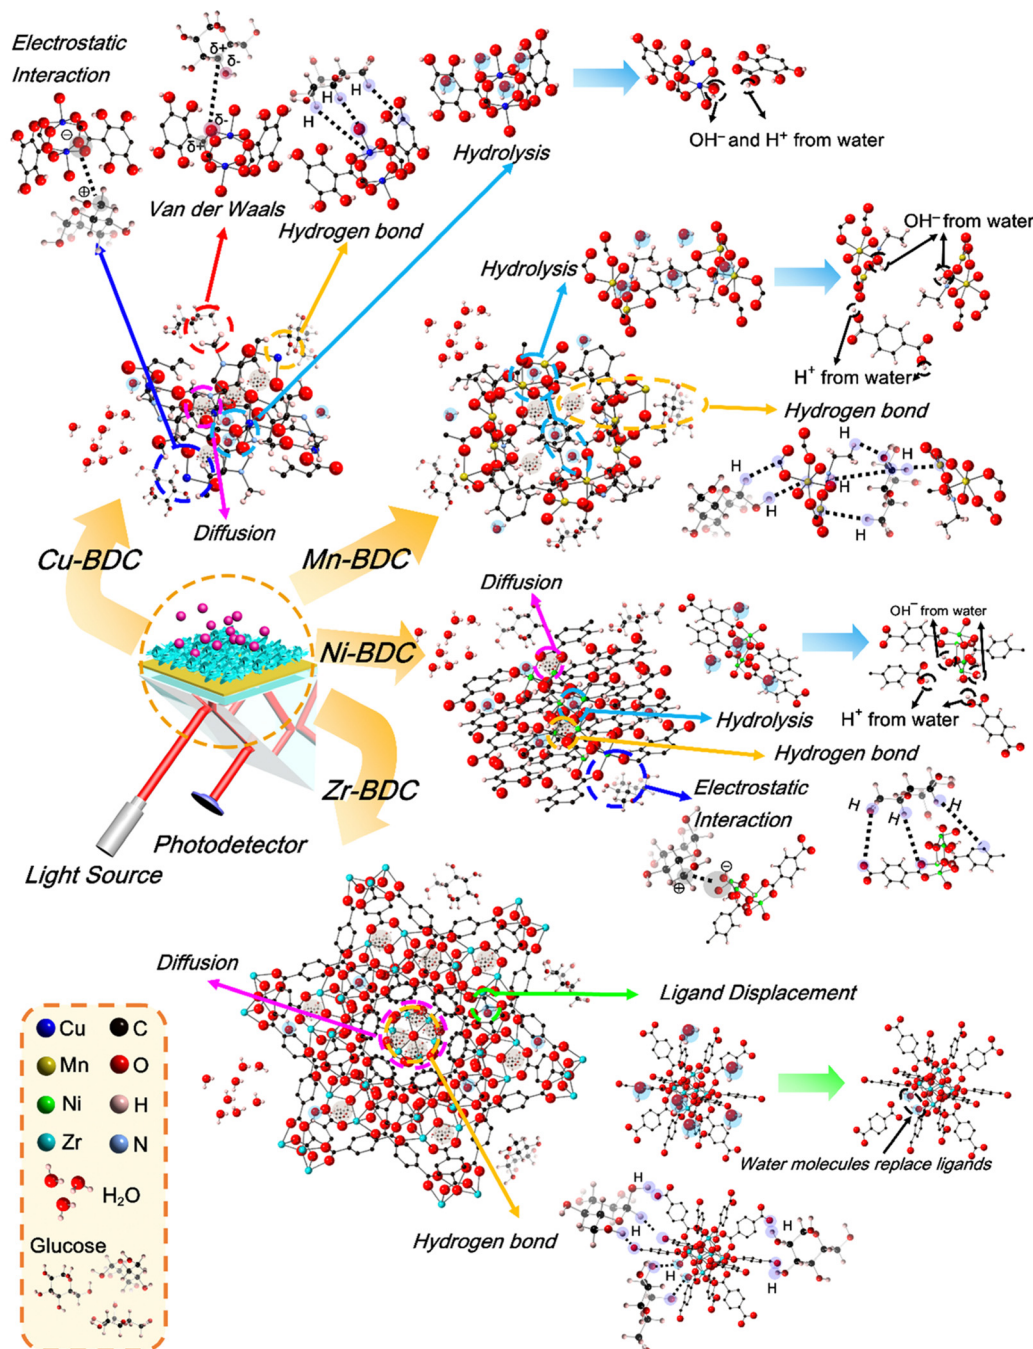 Electrostatic
Interaction
δ+
δ-
δ-
δ+
⊖
⊕
Van der Waals
H
H
H
Hydrogen bond
Hydrolysis
OH⁻ and H⁺ from water
Diffusion
Cu-BDC
Hydrolysis
OH⁻ from water
H⁺ from water
Hydrogen bond
H
H
H
H
H
H
Mn-BDC
Diffusion
Ni-BDC
OH⁻ from water
H⁺ from water
Hydrolysis
Hydrogen bond
Electrostatic
Interaction
⊖
⊕
H
H
H
Zr-BDC
Photodetector
Light Source
Diffusion
Ligand Displacement
Water molecules replace ligands
Hydrogen bond
H
H
H
H
H
Cu
C
Mn
O
Ni
H
Zr
N
H₂O
Glucose